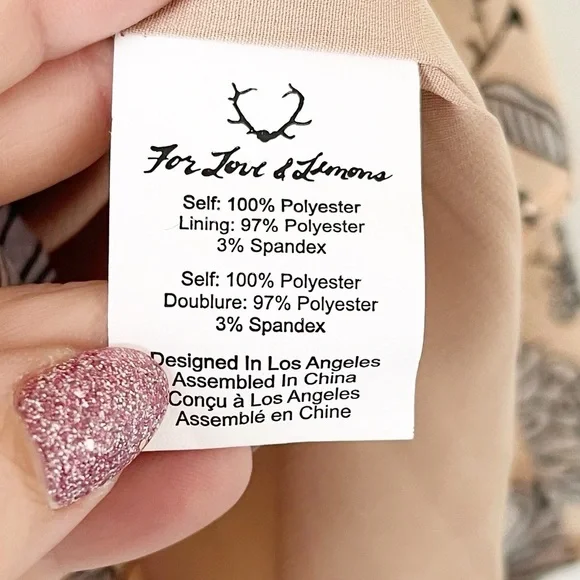 For Love & Lemons
Self: 100% Polyester
Lining: 97% Polyester
3% Spandex
Self: 100% Polyester
Doublure: 97% Polyester
3% Spandex
Designed In Los Angeles
Assembled In China
Conçu à Los Angeles
Assemblé en Chine